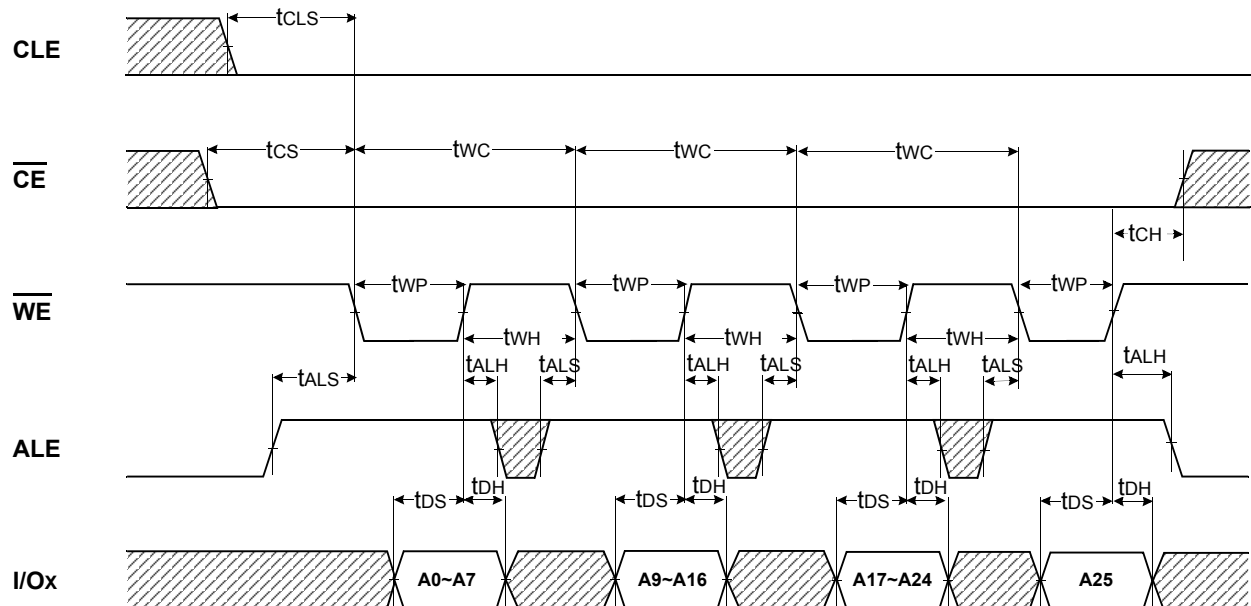 tCLS
CLE
tCS tWC tWC tWC
CE
tCH
tWP tWP tWP tWP
WE
tWH tWH tWH
tALH tALS tALH tALS tALH tALS tALH
tALS
ALE
tDS tDH tDS tDH tDS tDH tDS tDH
I/Ox A0~A7 A9~A16 A17~A24 A25